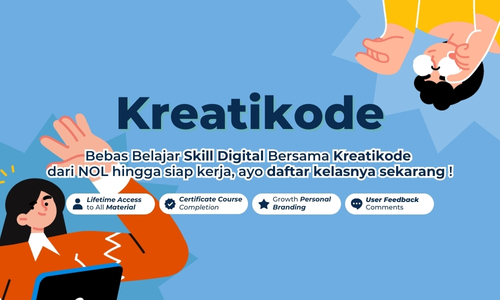 Kreatikode
Bebas Belajar Skill Digital Bersama Kreatikode
dari NOL hingga siap kerja, ayo daftar kelasnya sekarang !
Lifetime Access
to All Material
Certificate Course
Completion
Growth Personal
Branding
User Feedback
Comments